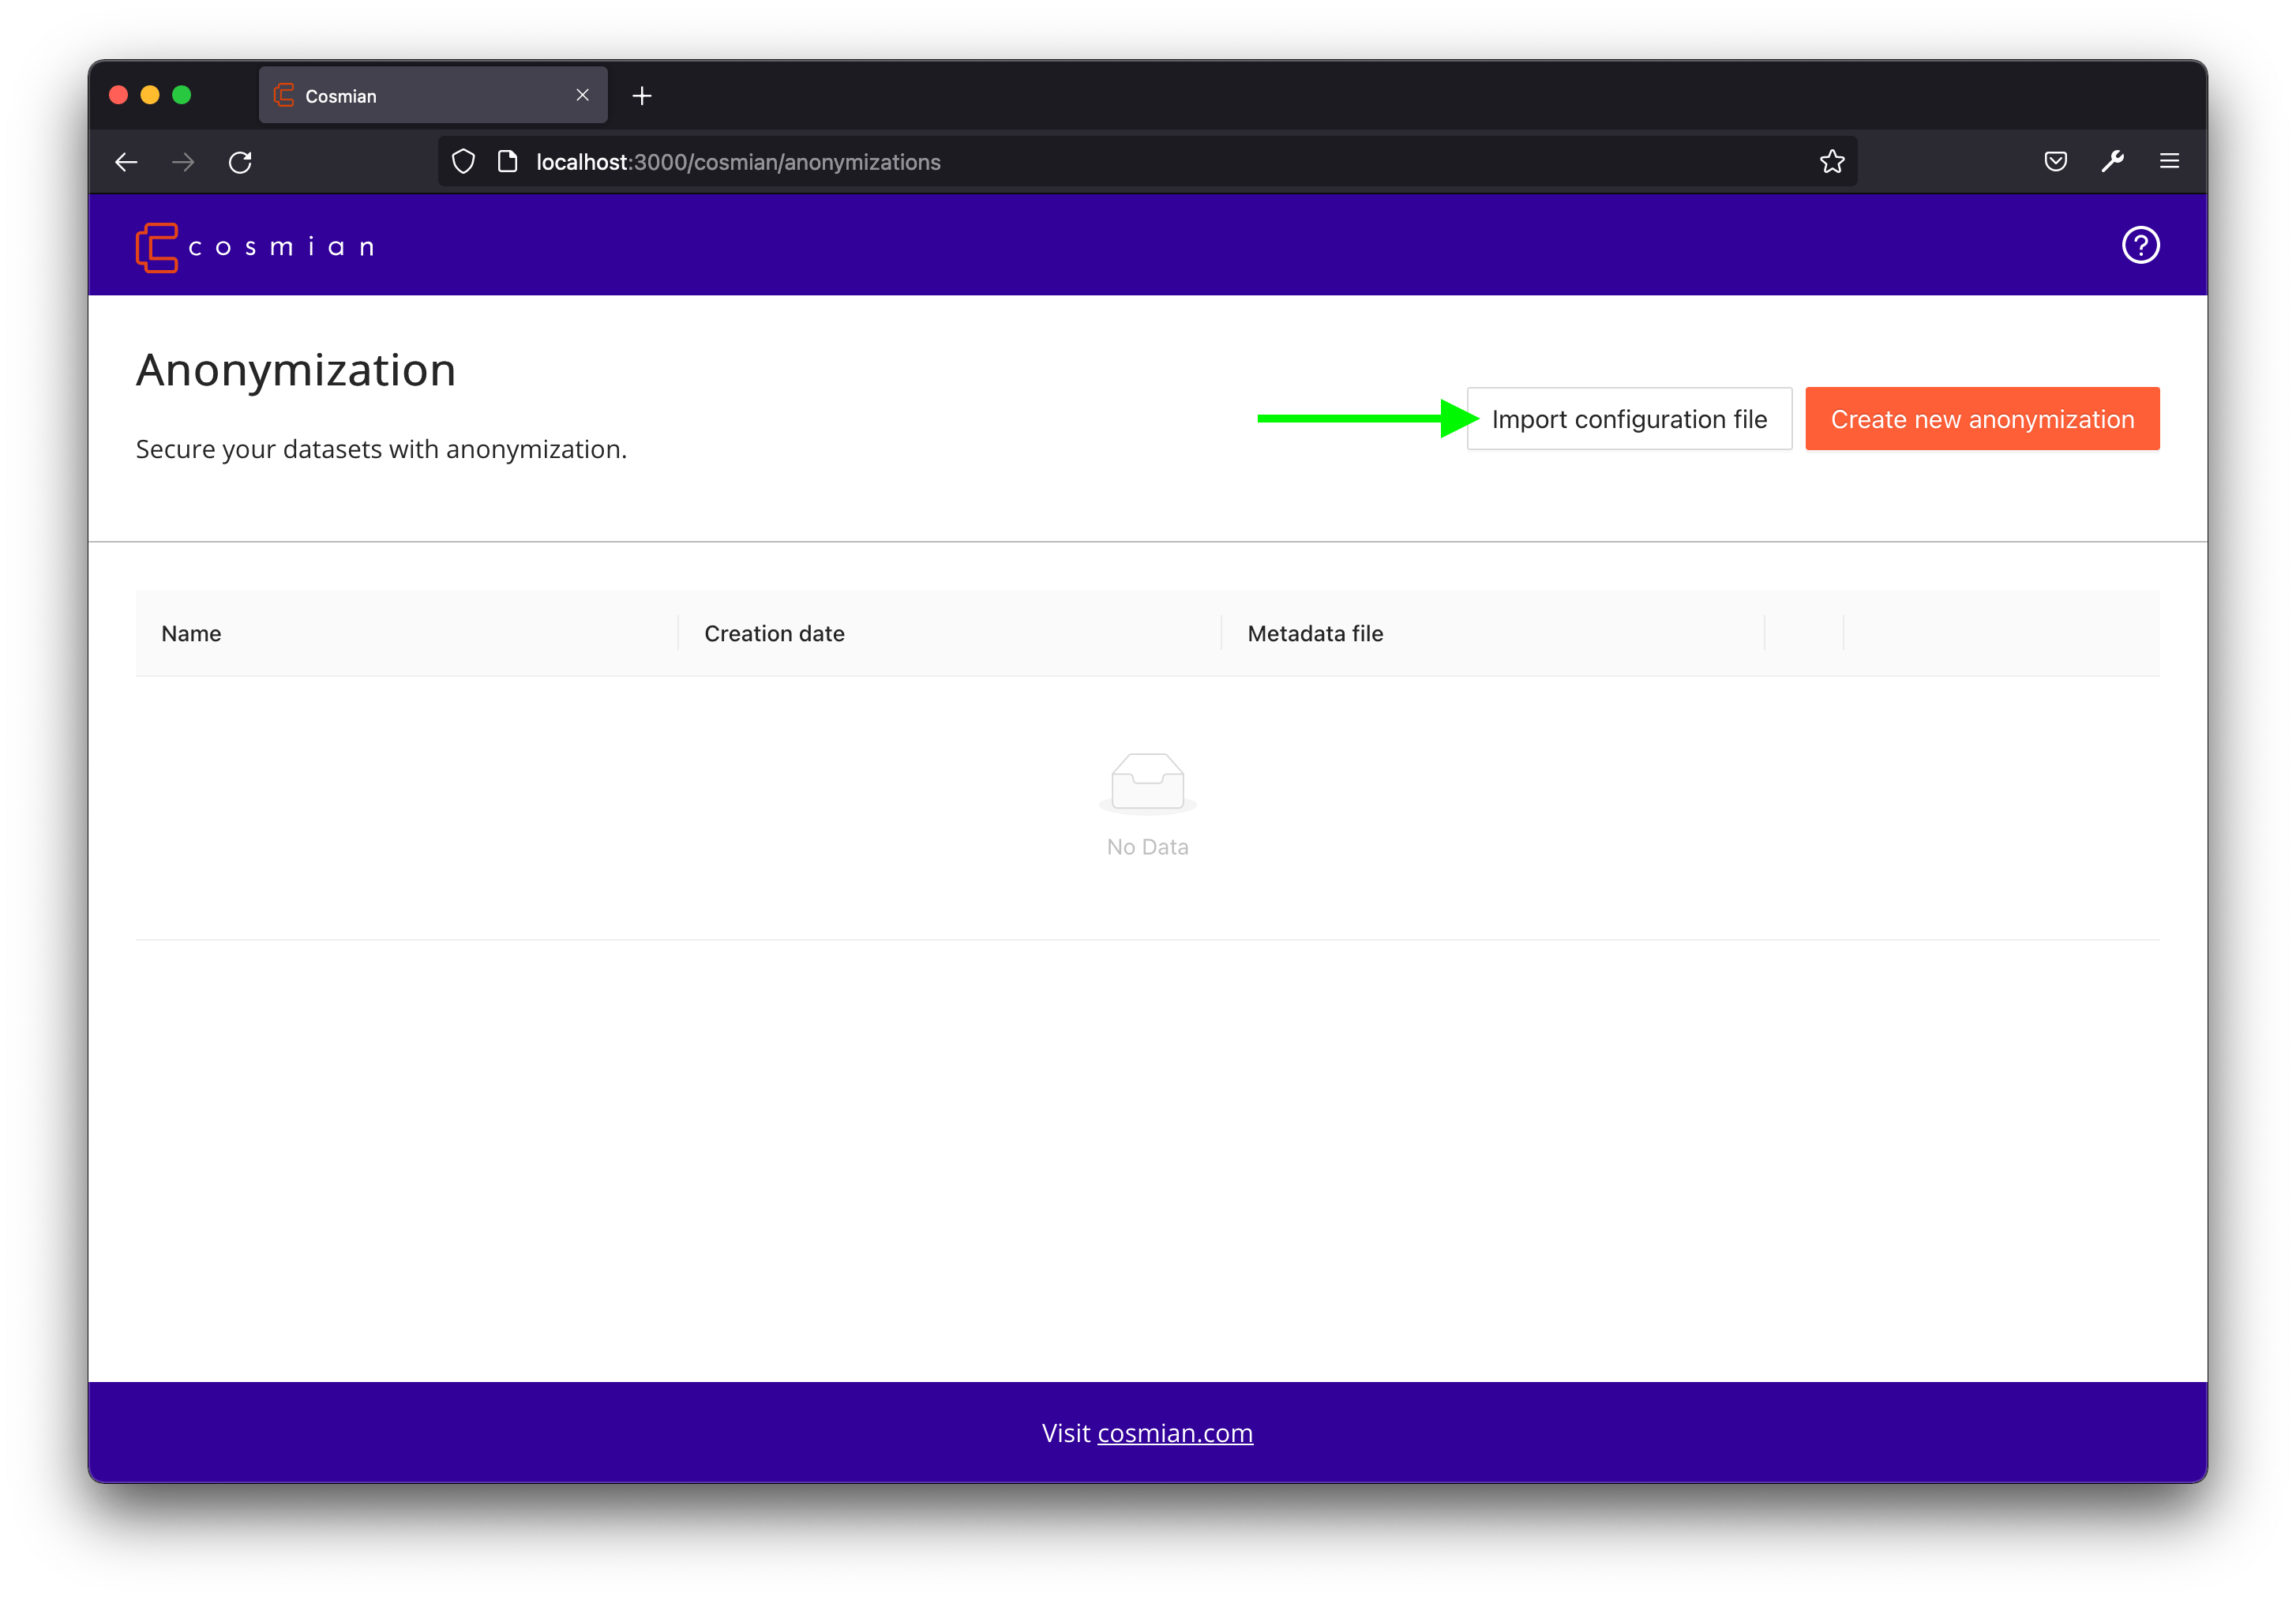 Cosmian
localhost:3000/cosmian/anonymizations
cosmian
Anonymization
Secure your datasets with anonymization.
Import configuration file
Create new anonymization
Name
Creation date
Metadata file
No Data
Visit cosmian.com